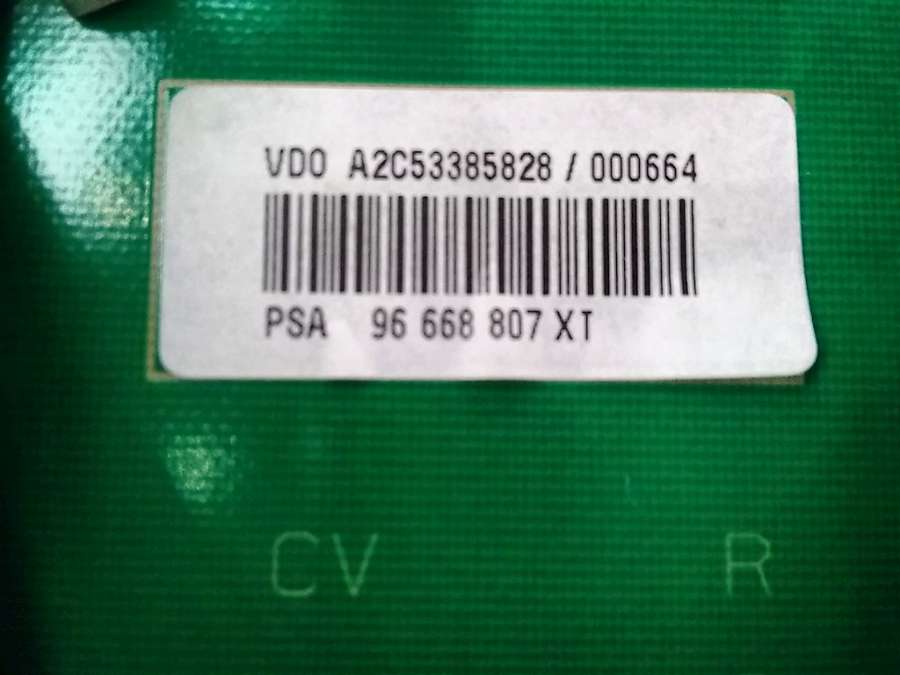 VDO A2C53385828 / 000664
PSA 96 668 807 XT
CV R